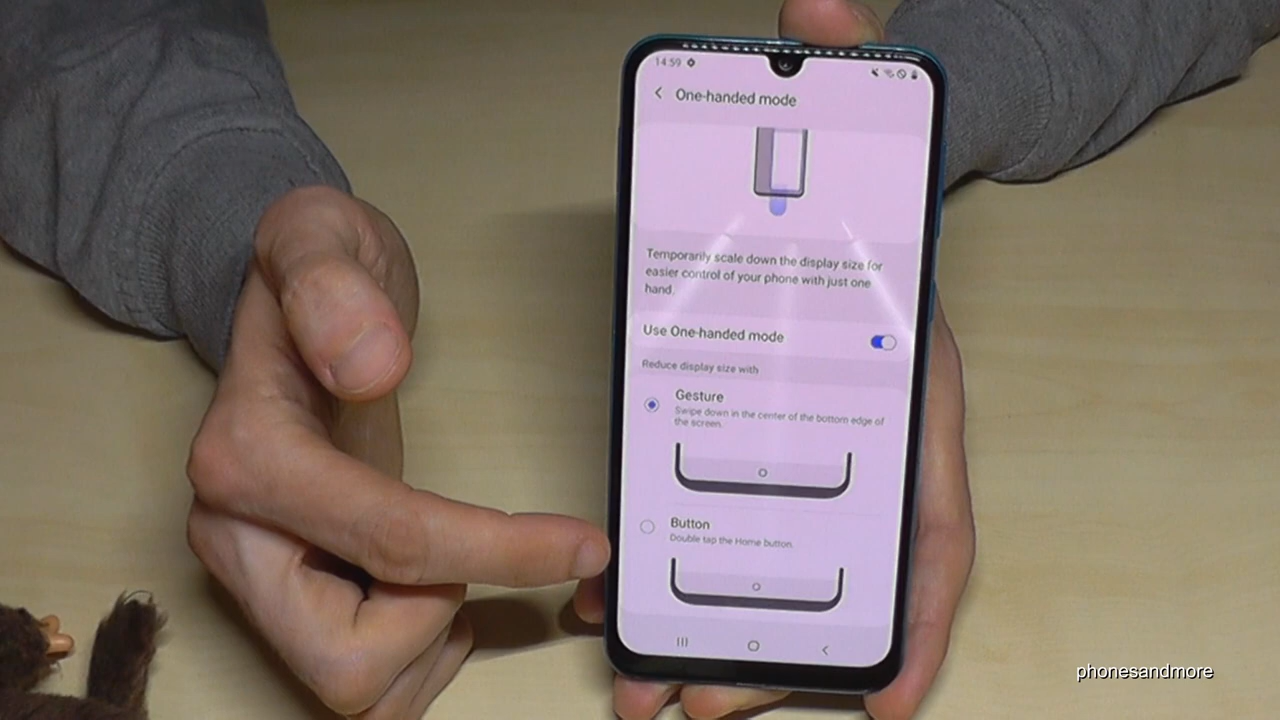 14:59
One-handed mode
Temporarily scale down the display size for
easier control of your phone with just one
hand.
Use One-handed mode
Reduce display size with
Gesture
Swipe down in the center of the bottom edge of
the screen.
Button
Double tap the Home button.
phonesandmore